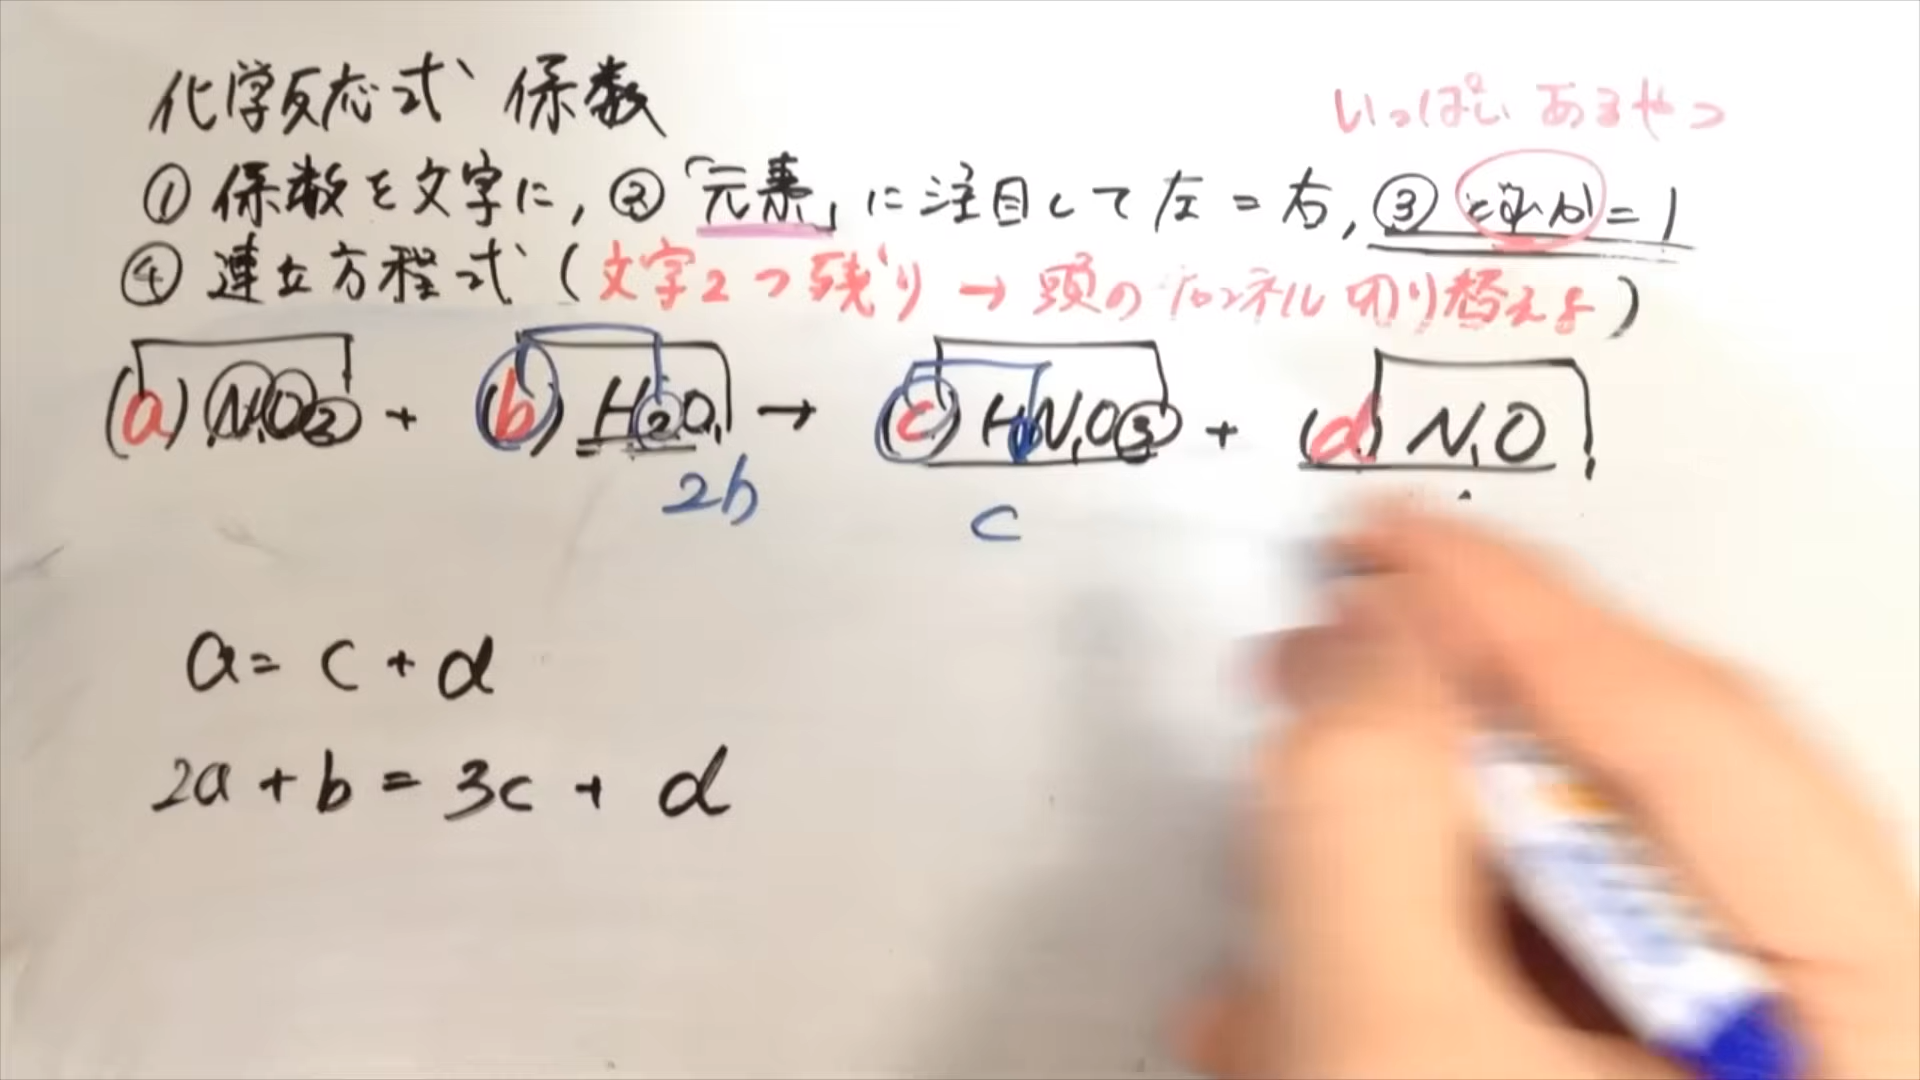 化学反応式 係数
いっぱい あるやつ
① 係数を文字に, ②「元素」に注目して左=右, ③ どれか=1
④ 連立方程式(文字2つ残り→頭のチャンネル切り替えよ)
(a) NO2 + (b) H2O → (c) HNO3 + (d) NO
2b c
a = c + d
2a + b = 3c + d